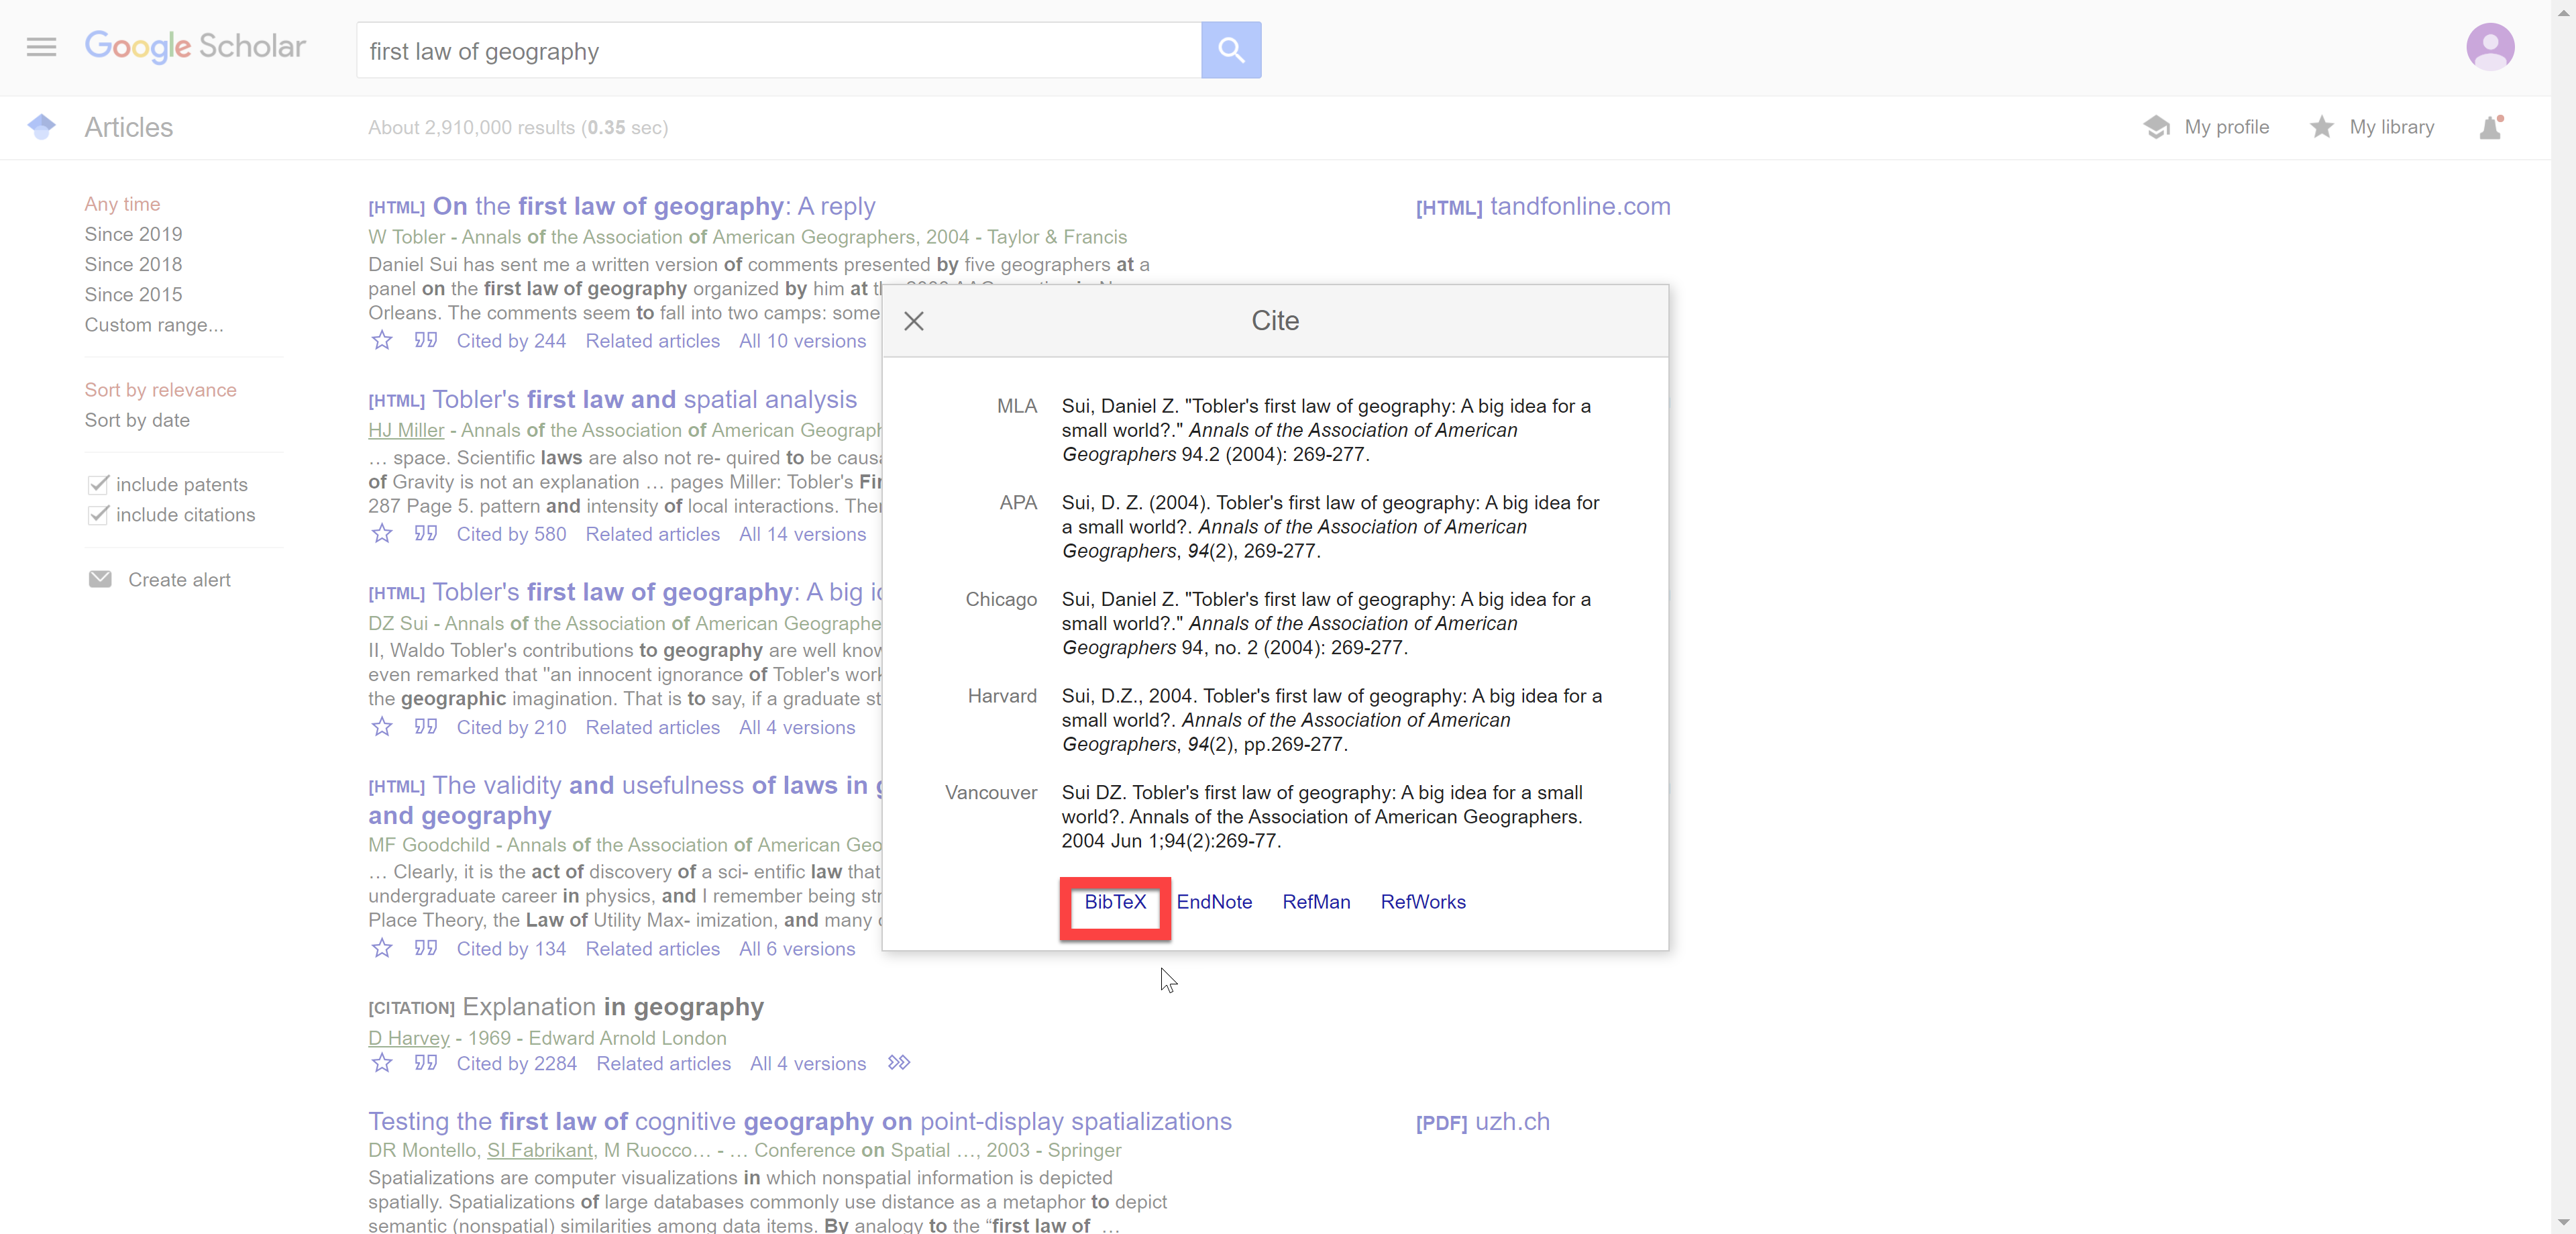 Google Scholar
first law of geography
Articles
About 2,910,000 results (0.35 sec)
My profile
My library
Any time
Since 2019
Since 2018
Since 2015
Custom range...
Sort by relevance
Sort by date
include patents
include citations
Create alert
[HTML] On the first law of geography: A reply
[HTML] tandfonline.com
W Tobler - Annals of the Association of American Geographers, 2004 - Taylor & Francis
Daniel Sui has sent me a written version of comments presented by five geographers at a
panel on the first law of geography organized by him at
Orleans. The comments seem to fall into two camps: some
Cited by 244 Related articles All 10 versions
[HTML] Tobler's first law and spatial analysis
HJ Miller - Annals of the Association of American Geograph
… space. Scientific laws are also not re- quired to be caus
of Gravity is not an explanation … pages Miller: Tobler's Fir
287 Page 5. pattern and intensity of local interactions. Ther
Cited by 580 Related articles All 14 versions
[HTML] Tobler's first law of geography: A big i
DZ Sui - Annals of the Association of American Geographe
II, Waldo Tobler's contributions to geography are well know
even remarked that "an innocent ignorance of Tobler's work
the geographic imagination. That is to say, if a graduate st
Cited by 210 Related articles All 4 versions
[HTML] The validity and usefulness of laws in g
and geography
MF Goodchild - Annals of the Association of American Geo
… Clearly, it is the act of discovery of a sci- entific law that
undergraduate career in physics, and I remember being str
Place Theory, the Law of Utility Max- imization, and many
Cited by 134 Related articles All 6 versions
[CITATION] Explanation in geography
D Harvey - 1969 - Edward Arnold London
Cited by 2284 Related articles All 4 versions
Testing the first law of cognitive geography on point-display spatializations
[PDF] uzh.ch
DR Montello, SI Fabrikant, M Ruocco… - … Conference on Spatial …, 2003 - Springer
Spatializations are computer visualizations in which nonspatial information is depicted
spatially. Spatializations of large databases commonly use distance as a metaphor to depict
semantic (nonspatial) similarities among data items. By analogy to the “first law of …
Cite
MLA
Sui, Daniel Z. "Tobler's first law of geography: A big idea for a
small world?." Annals of the Association of American
Geographers 94.2 (2004): 269-277.
APA
Sui, D. Z. (2004). Tobler's first law of geography: A big idea for
a small world?. Annals of the Association of American
Geographers, 94(2), 269-277.
Chicago
Sui, Daniel Z. "Tobler's first law of geography: A big idea for a
small world?." Annals of the Association of American
Geographers 94, no. 2 (2004): 269-277.
Harvard
Sui, D.Z., 2004. Tobler's first law of geography: A big idea for a
small world?. Annals of the Association of American
Geographers, 94(2), pp.269-277.
Vancouver
Sui DZ. Tobler's first law of geography: A big idea for a small
world?. Annals of the Association of American Geographers.
2004 Jun 1;94(2):269-77.
BibTeX EndNote RefMan RefWorks